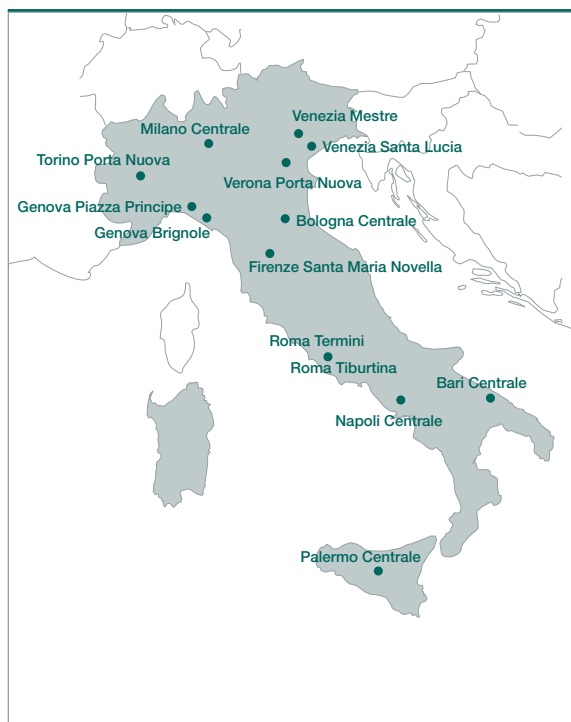 Venezia Mestre
Milano Centrale
Venezia Santa Lucia
Torino Porta Nuova
Verona Porta Nuova
Genova Piazza Principe
Bologna Centrale
Genova Brignole
Firenze Santa Maria Novella
Roma Termini
Roma Tiburtina
Bari Centrale
Napoli Centrale
Palermo Centrale